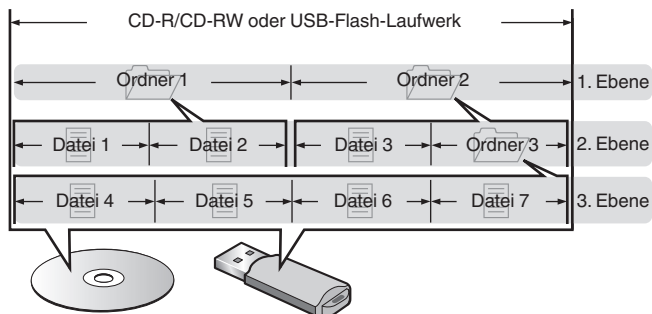 CD-R/CD-RW oder USB-Flash-Laufwerk
Ordner 1 Ordner 2 1. Ebene
Datei 1 Datei 2 Datei 3 Ordner 3 2. Ebene
Datei 4 Datei 5 Datei 6 Datei 7 3. Ebene